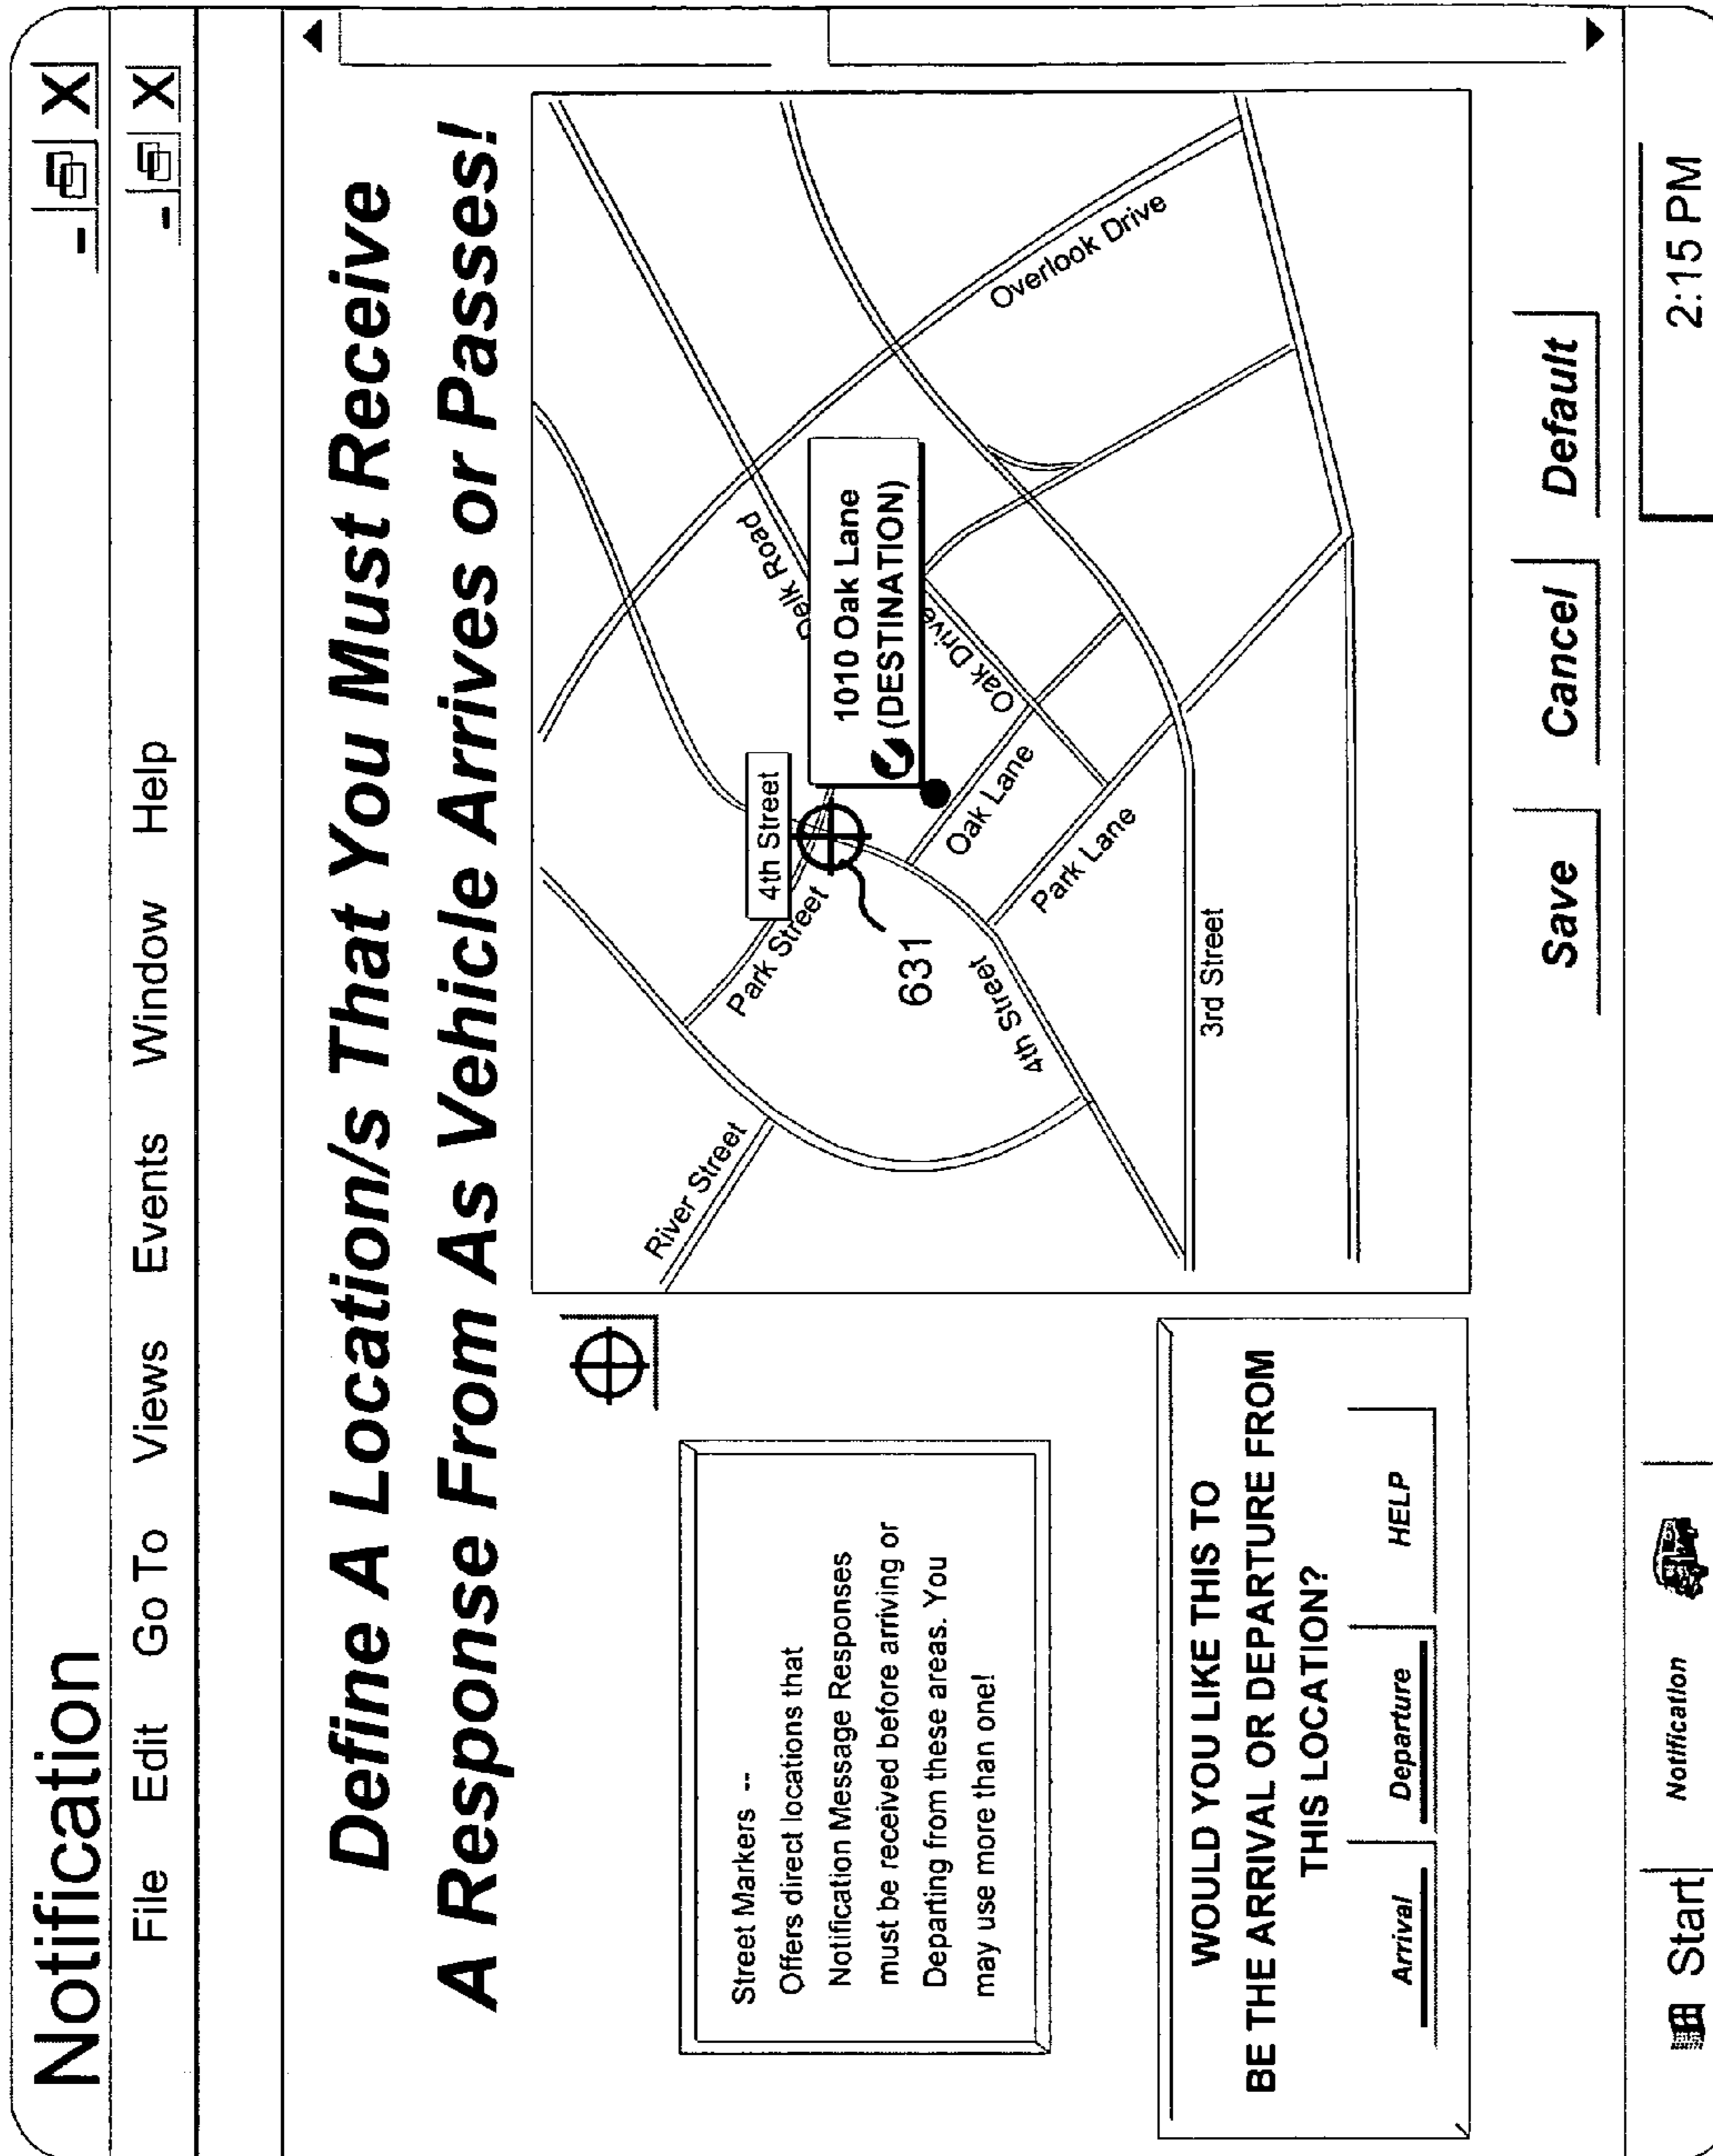 Notification
File Edit Go To Views Events Window Help
Define A Location/s That You Must Receive
A Response From As Vehicle Arrives or Passes!
Street Markers --
Offers direct locations that
Notification Message Responses
must be received before arriving or
Departing from these areas. You
may use more than one!
WOULD YOU LIKE THIS TO
BE THE ARRIVAL OR DEPARTURE FROM
THIS LOCATION?
Arrival
Departure
HELP
River Street
Park Street
4th Street
Delk Road
1010 Oak Lane
(DESTINATION)
Overlook Drive
Oak Drive
Oak Lane
Park Lane
631
4th Street
3rd Street
Save
Cancel
Default
Start
Notification
2:15 PM